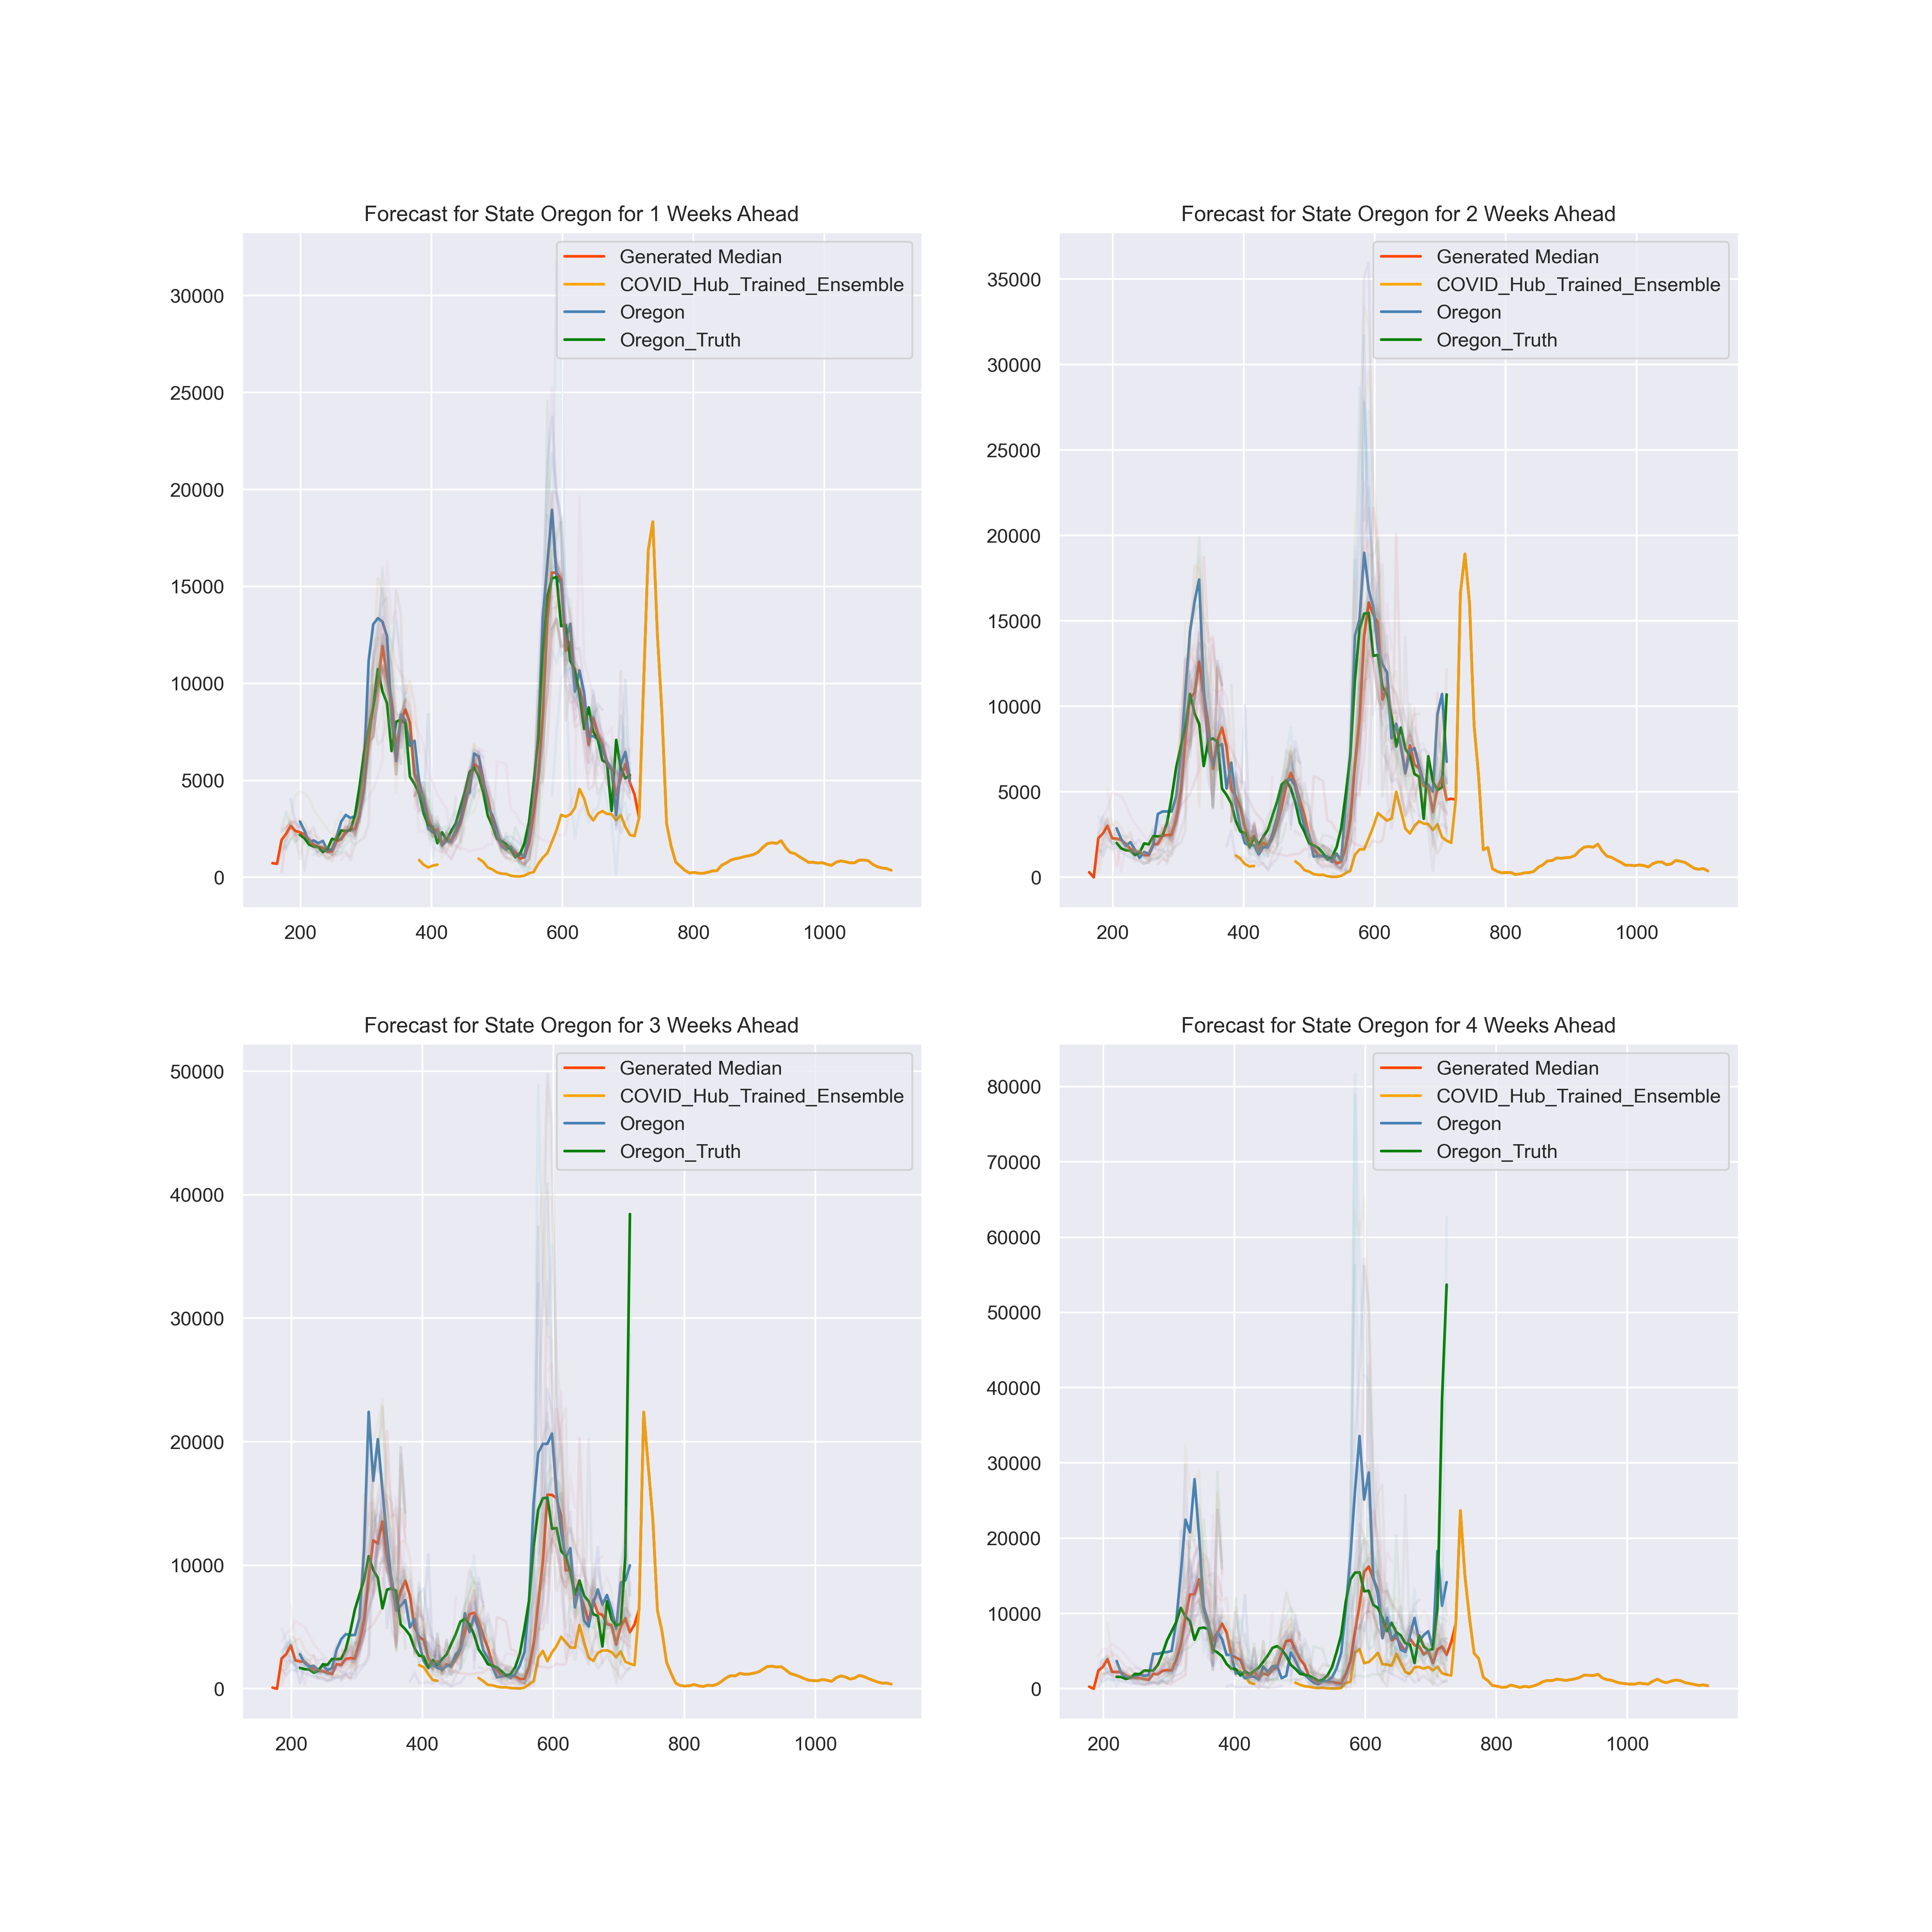 Forecast for State Oregon for 1 Weeks Ahead
Generated Median
COVID_Hub_Trained_Ensemble
Oregon
Oregon_Truth
30000
25000
20000
15000
10000
5000
0
200 400 600 800 1000
Forecast for State Oregon for 2 Weeks Ahead
Generated Median
COVID_Hub_Trained_Ensemble
Oregon
Oregon_Truth
35000
30000
25000
20000
15000
10000
5000
0
200 400 600 800 1000
Forecast for State Oregon for 3 Weeks Ahead
Generated Median
COVID_Hub_Trained_Ensemble
Oregon
Oregon_Truth
50000
40000
30000
20000
10000
0
200 400 600 800 1000
Forecast for State Oregon for 4 Weeks Ahead
Generated Median
COVID_Hub_Trained_Ensemble
Oregon
Oregon_Truth
80000
70000
60000
50000
40000
30000
20000
10000
0
200 400 600 800 1000